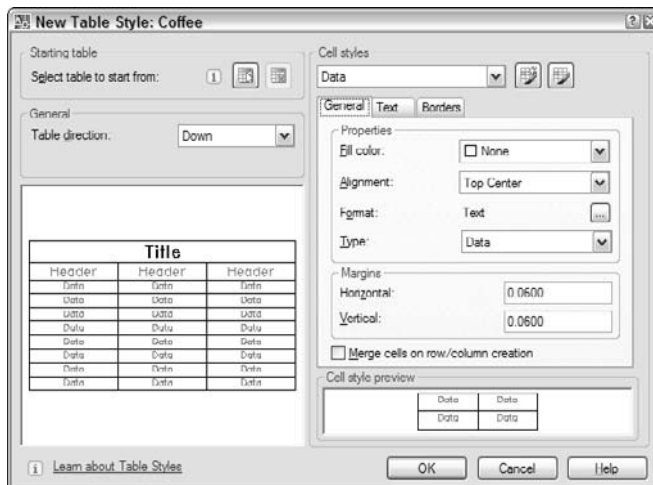 New Table Style: Coffee
Starting table
Select table to start from:
General
Table direction: Down
Title
Header Header Header
Data Data Data
Data Data Data
Data Data Data
Data Data Data
Data Data Data
Data Data Data
Data Data Data
Data Data Data
Learn about Table Styles
Cell styles
Data
General Text Borders
Properties
Fill color: None
Alignment: Top Center
Format: Text ...
Type: Data
Margins
Horizontal: 0.0600
Vertical: 0.0600
Merge cells on row/column creation
Cell style preview
Data Data
Data Data
OK Cancel Help